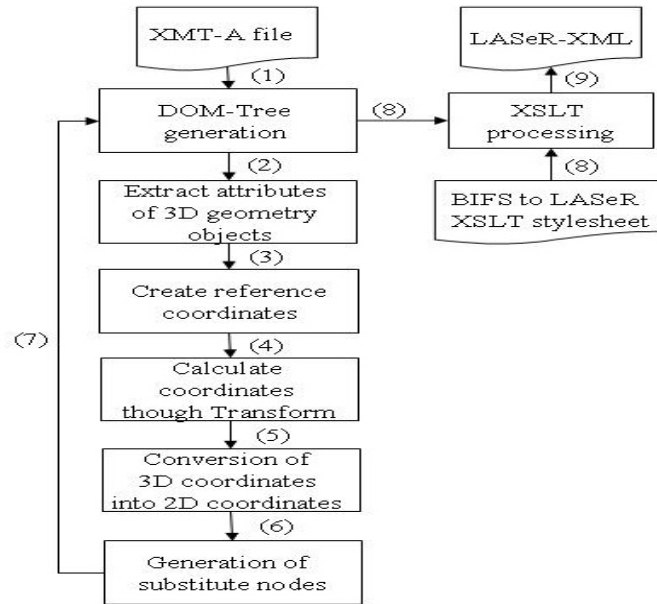 XMT-A file
(1)
DOM-Tree
generation
(2)
Extract attributes
of 3D geometry
objects
(3)
Create reference
coordinates
(4)
Calculate
coordinates
though Transform
(5)
Conversion of
3D coordinates
into 2D coordinates
(6)
Generation of
substitute nodes
(7)
(8)
LASeR-XML
(9)
XSLT
processing
(8)
BIFS to LASeR
XSLT stylesheet